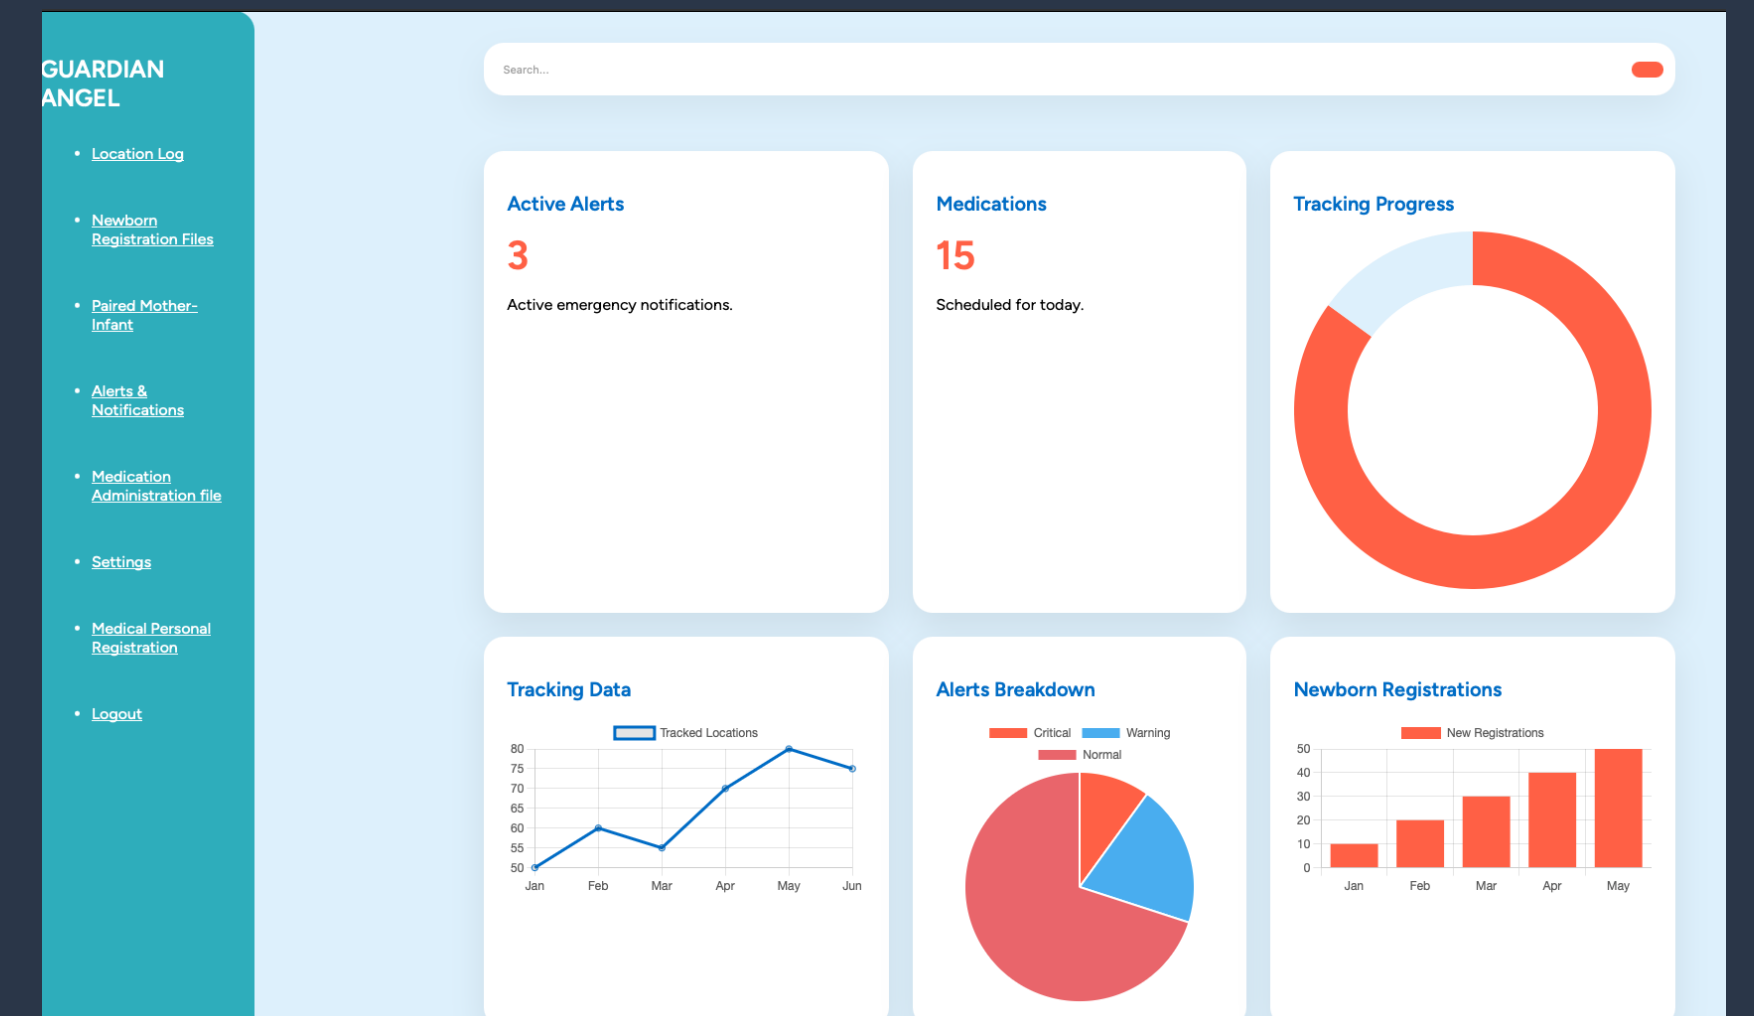 GUARDIAN
ANGEL
Location Log
Newborn
Registration Files
Paired Mother-
Infant
Alerts &
Notifications
Medication
Administration file
Settings
Medical Personal
Registration
Logout
Search...
Active Alerts
3
Active emergency notifications.
Medications
15
Scheduled for today.
Tracking Progress
Tracking Data
Tracked Locations
80
75
70
65
60
55
50
Jan Feb Mar Apr May Jun
Alerts Breakdown
Critical Warning
Normal
Newborn Registrations
New Registrations
50
40
30
20
10
0
Jan Feb Mar Apr May